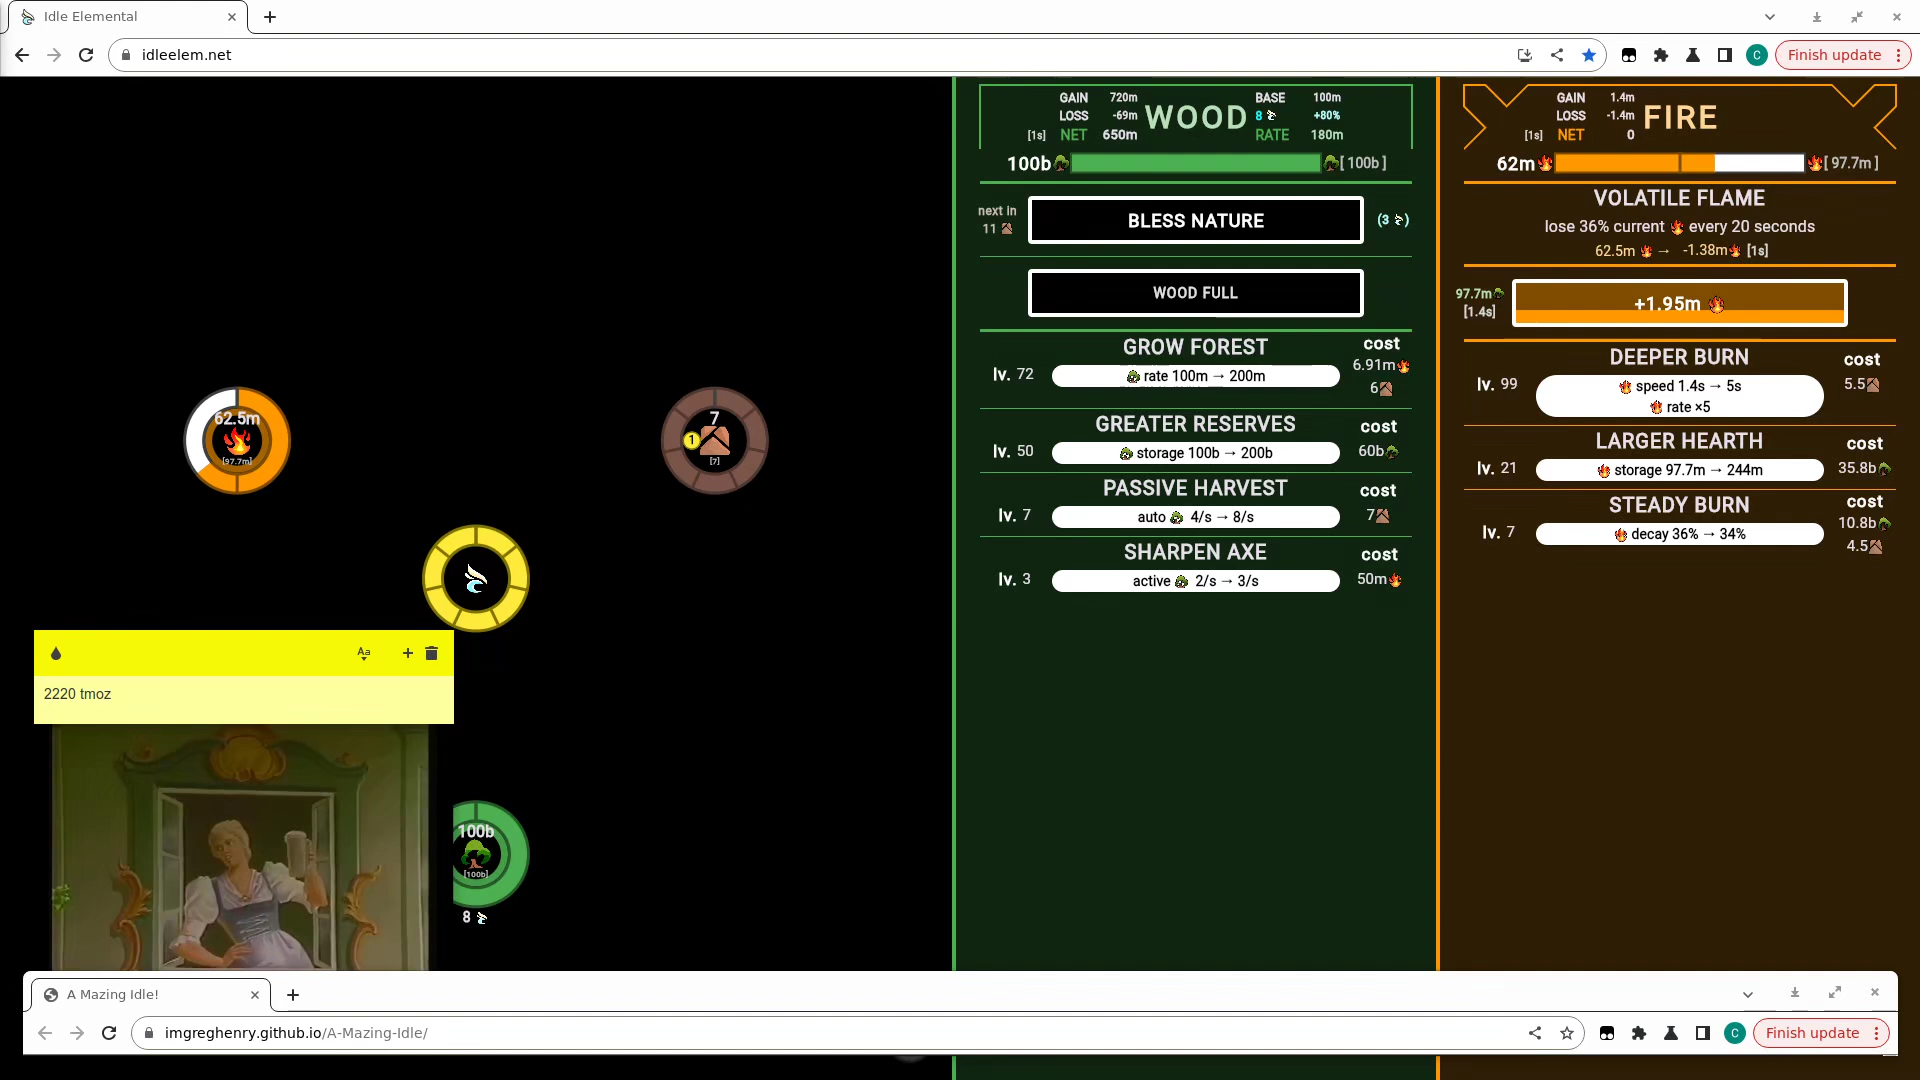 Idle Elemental
idleelem.net
Finish update
GAIN 720m
LOSS -69m
[1s] NET 650m
WOOD
BASE 100m
8 +80%
RATE 180m
100b [ 100b ]
next in
11
BLESS NATURE
(3 )
WOOD FULL
GROW FOREST
cost
lv. 72
rate 100m → 200m
6.91m
6
GREATER RESERVES
cost
lv. 50
storage 100b → 200b
60b
PASSIVE HARVEST
cost
lv. 7
auto 4/s → 8/s
7
SHARPEN AXE
cost
lv. 3
active 2/s → 3/s
50m
GAIN 1.4m
LOSS -1.4m
[1s] NET 0
FIRE
62m [ 97.7m ]
VOLATILE FLAME
lose 36% current every 20 seconds
62.5m → -1.38m [1s]
97.7m
[1.4s]
+1.95m
DEEPER BURN
cost
lv. 99
speed 1.4s → 5s
rate ×5
5.5
LARGER HEARTH
cost
lv. 21
storage 97.7m → 244m
35.8b
STEADY BURN
cost
lv. 7
decay 36% → 34%
10.8b
4.5
62.5m
[97.7m]
7
1
[7]
2220 tmoz
Aa
100b
[100b]
8
A Mazing Idle!
imgreghenry.github.io/A-Mazing-Idle/
Finish update
C
C